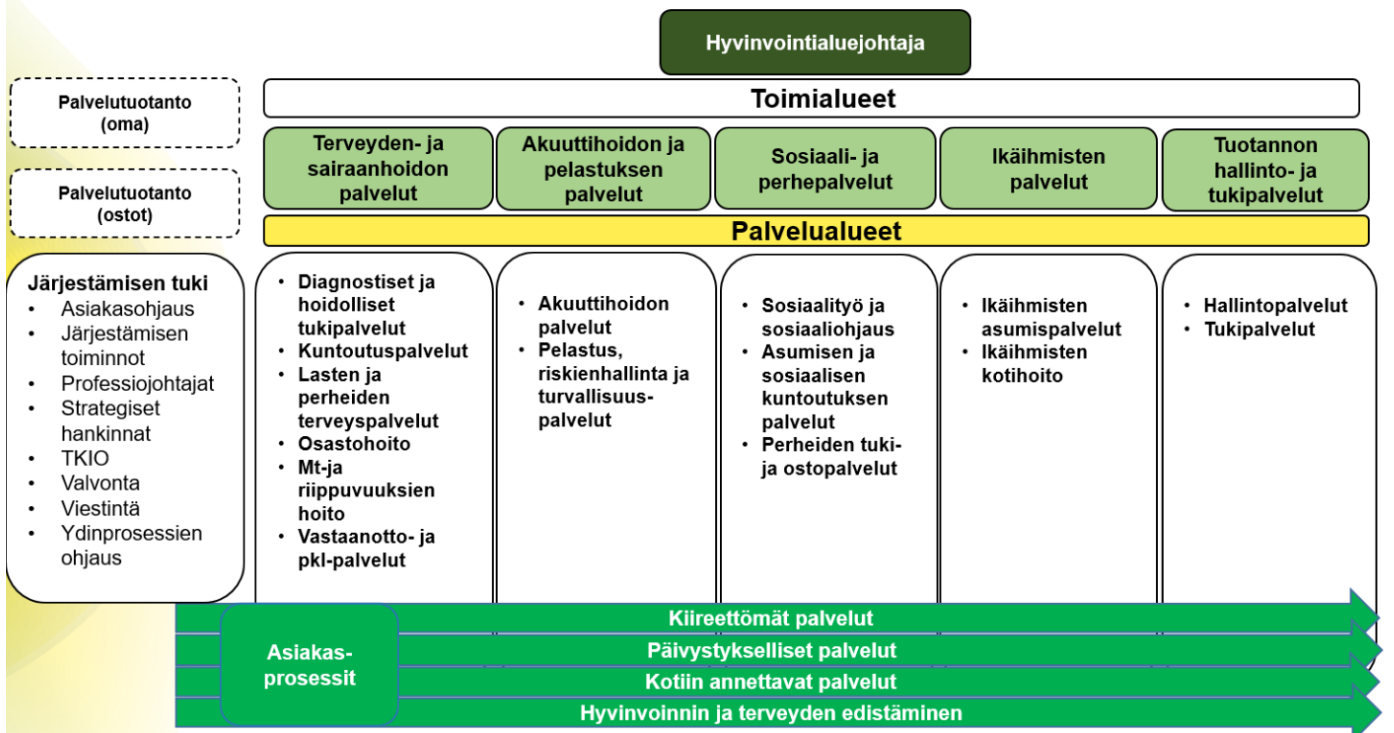 Hyvinvointialuejohtaja
Palvelutuotanto
(oma)
Toimialueet
Terveyden- ja
sairaanhoidon
palvelut
Akuuttihoidon ja
pelastuksen
palvelut
Sosiaali- ja
perhepalvelut
Ikäihmisten
palvelut
Tuotannon
hallinto- ja
tukipalvelut
Palvelutuotanto
(ostot)
Palvelualueet
Järjestämisen tuki
• Asiakasohjaus
• Järjestämisen
toiminnot
• Professiojohtajat
• Strategiset
hankinnat
• TKIO
• Valvonta
• Viestintä
• Ydinprosessien
ohjaus
• Diagnostiset ja
hoidolliset
tukipalvelut
• Kuntoutuspalvelut
• Lasten ja
perheiden
terveyspalvelut
• Osastohoito
• Mt-ja
riippuvuuksien
hoito
• Vastaanotto- ja
pkl-palvelut
• Akuuttihoidon
palvelut
• Pelastus,
riskienhallinta ja
turvallisuus-
palvelut
• Sosiaalityö ja
sosiaaliohjaus
• Asumisen ja
sosiaalisen
kuntoutuksen
palvelut
• Perheiden tuki-
ja ostopalvelut
• Ikäihmisten
asumispalvelut
• Ikäihmisten
kotihoito
• Hallintopalvelut
• Tukipalvelut
Asiakas-
prosessit
Kiireettömät palvelut
Päivystykselliset palvelut
Kotiin annettavat palvelut
Hyvinvoinnin ja terveyden edistäminen